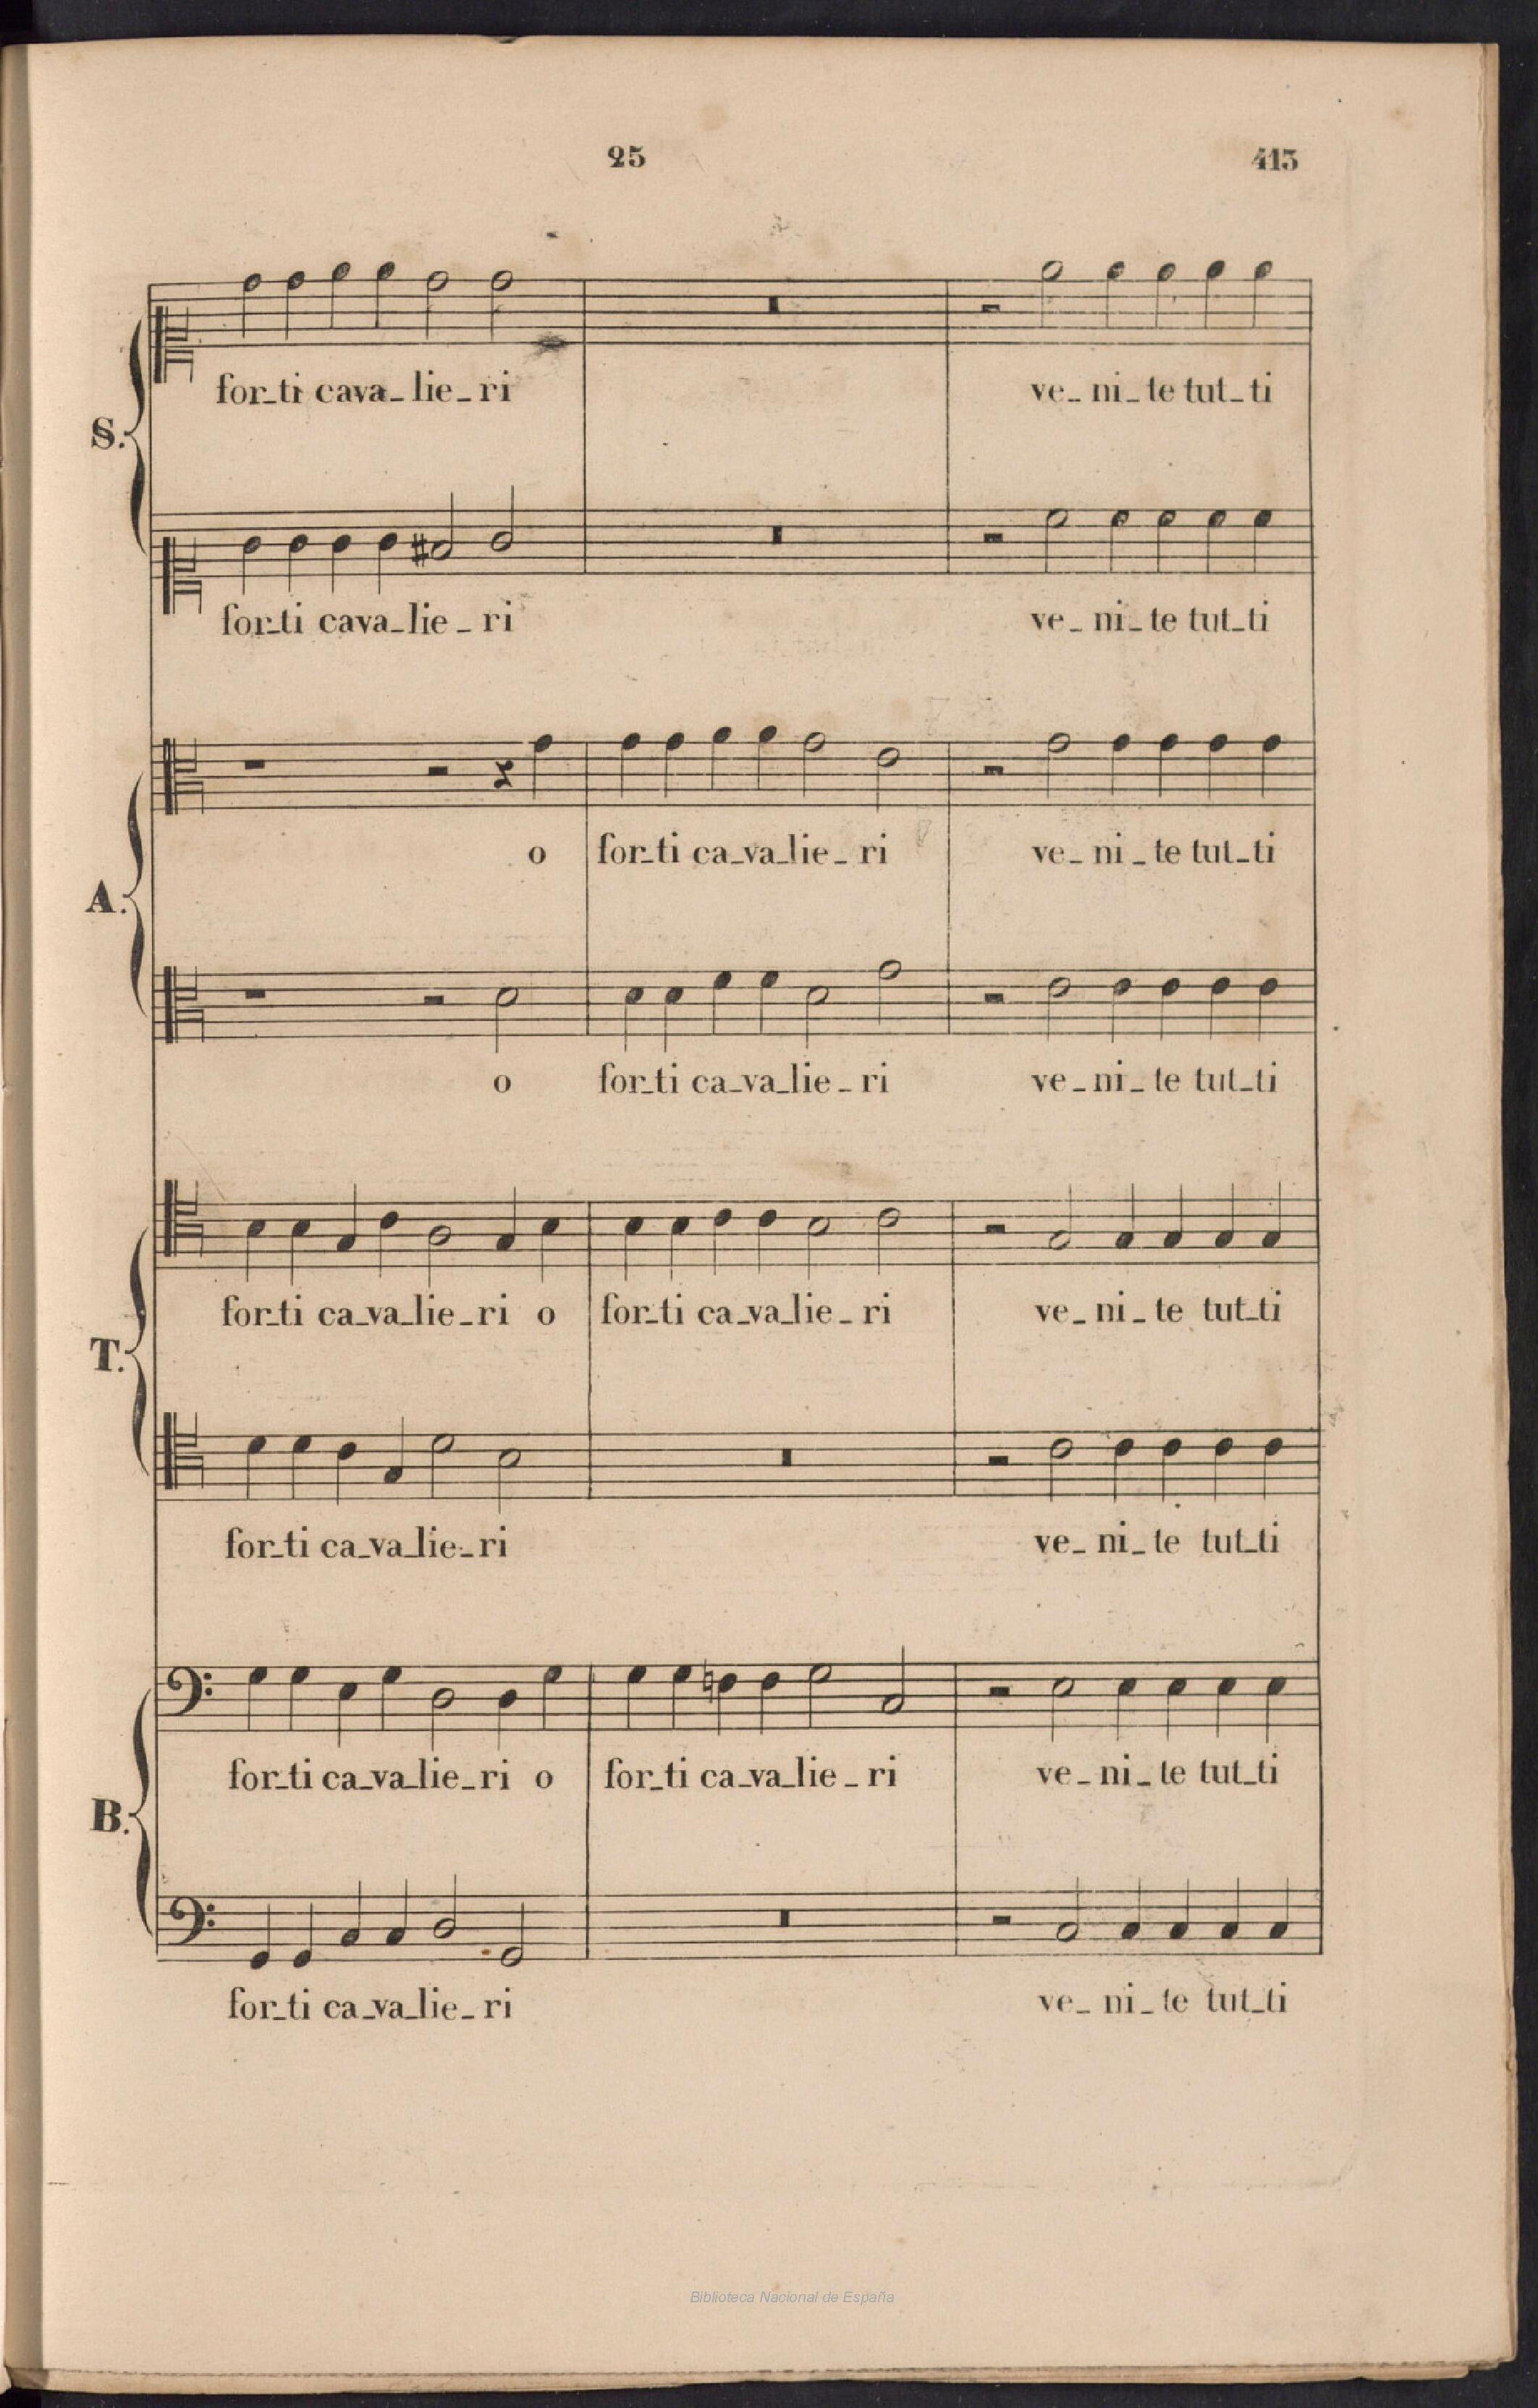 25 413
for_ti cava_lie_ri ve_ni_te tut_ti
S.
for_ti cava_lie_ri ve_ni_te tut_ti
o for_ti ca_va_lie_ri ve_ni_te tut_ti
A.
o for_ti ca_va_lie_ri ve_ni_te tut_ti
for_ti ca_va_lie_ri o for_ti ca_va_lie_ri ve_ni_te tut_ti
T.
for_ti ca_va_lie_ri ve_ni_te tut_ti
for_ti ca_va_lie_ri o for_ti ca_va_lie_ri ve_ni_te tut_ti
B.
for_ti ca_va_lie_ri ve_ni_te tut_ti
Biblioteca Nacional de España